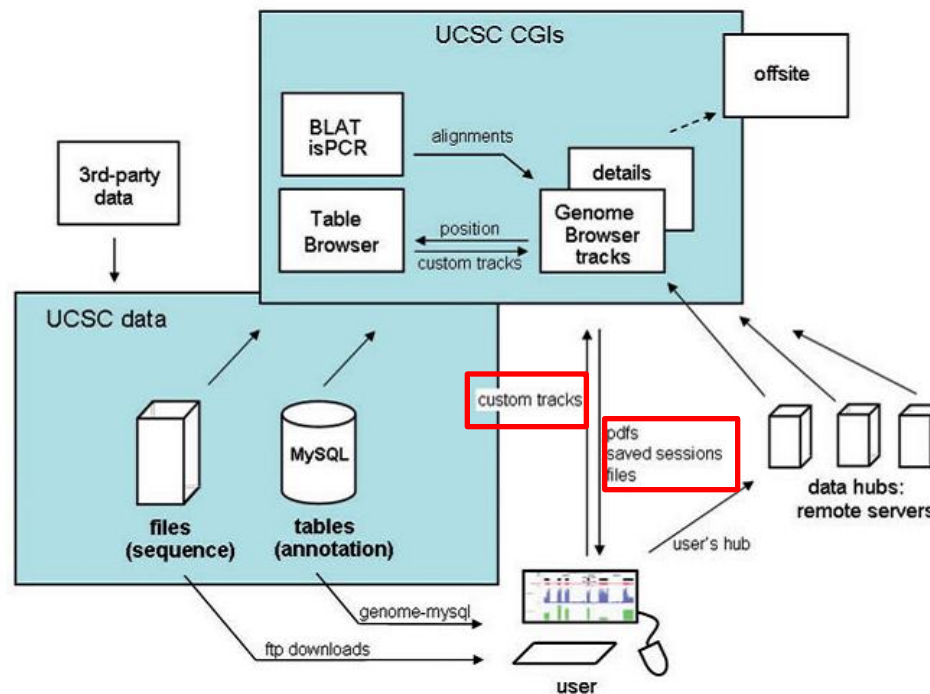 UCSC CGIs
offsite
BLAT
isPCR
alignments
3rd-party
data
details
Table
Browser
position
custom tracks
Genome
Browser
tracks
UCSC data
custom tracks
pdfs
saved sessions
files
MySQL
files
(sequence)
tables
(annotation)
data hubs:
remote servers
user's hub
genome-mysql
ftp downloads
user